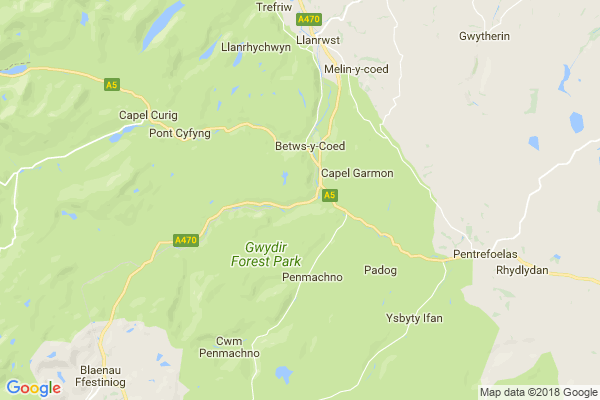 Trefriw
A470
Llanrwst
Gwytherin
Llanrhychwyn
Melin-y-coed
A5
Capel Curig
Pont Cyfyng
Betws-y-Coed
Capel Garmon
A5
A470
Gwydir
Forest Park
Pentrefoelas
Penmachno
Padog
Rhydlydan
Ysbyty Ifan
Cwm
Penmachno
Blaenau
Ffestiniog
Google
Map data ©2018 Google